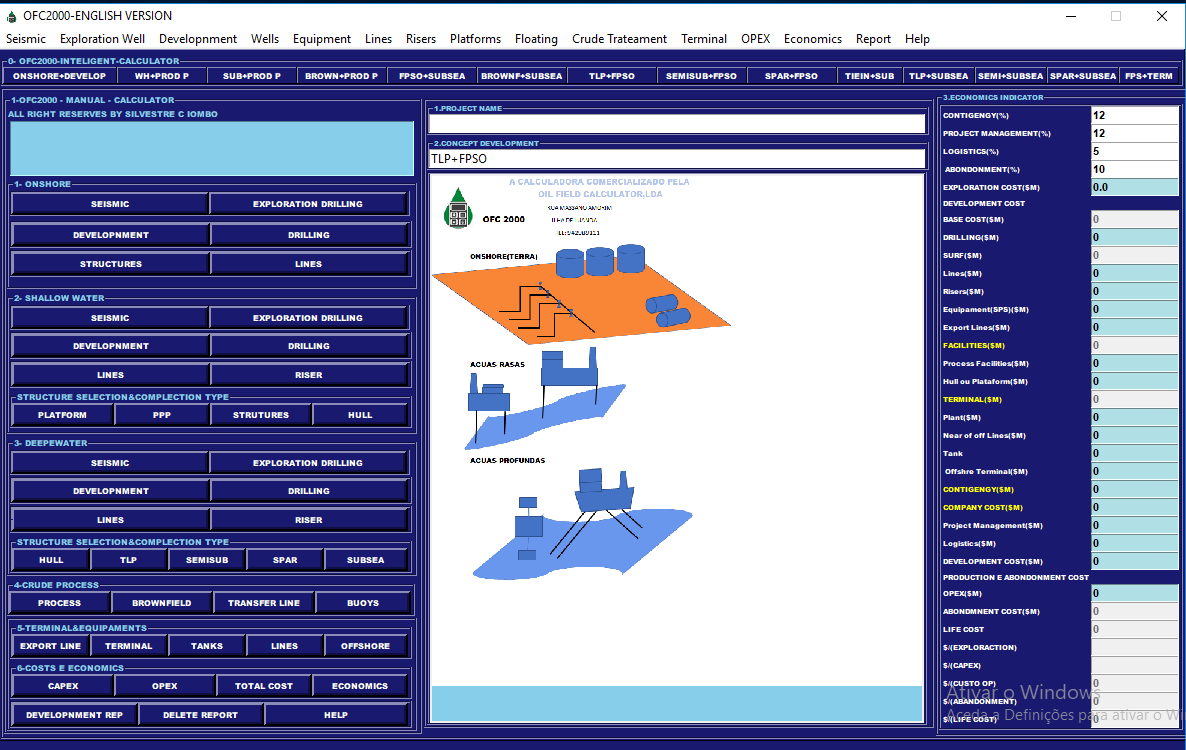 OFC2000-ENGLISH VERSION
Seismic Exploration Well Developnment Wells Equipment Lines Risers Platforms Floating Crude Trateament Terminal OPEX Economics Report Help
0- OFC2000-INTELIGENT-CALCULATOR
ONSHORE+DEVELOP WH+PROD P SUB+PROD P BROWN+PROD P FPSO+SUBSEA BROWNF+SUBSEA TLP+FPSO SEMISUB+FPSO SPAR+FPSO TIEIN+SUB TLP+SUBSEA SEMI+SUBSEA SPAR+SUBSEA FPS+TERM
1-OFC2000 - MANUAL - CALCULATOR
ALL RIGHT RESERVES BY SILVESTRE C IOMBO
1- ONSHORE
SEISMIC EXPLORATION DRILLING
DEVELOPNMENT DRILLING
STRUCTURES LINES
2- SHALLOW WATER
SEISMIC EXPLORATION DRILLING
DEVELOPNMENT DRILLING
LINES RISER
STRUCTURE SELECTION&COMPLECTION TYPE
PLATFORM PPP STRUTURES HULL
3- DEEPEWATER
SEISMIC EXPLORATION DRILLING
DEVELOPNMENT DRILLING
LINES RISER
STRUCTURE SELECTION&COMPLECTION TYPE
HULL TLP SEMISUB SPAR SUBSEA
4-CRUDE PROCESS
PROCESS BROWNFIELD TRANSFER LINE BUOYS
5-TERMINAL&EQUIPAMENTS
EXPORT LINE TERMINAL TANKS LINES OFFSHORE
6-COSTS E ECONOMICS
CAPEX OPEX TOTAL COST ECONOMICS
DEVELOPNMENT REP DELETE REPORT HELP
1.PROJECT NAME
2.CONCEPT DEVELOPMENT
TLP+FPSO
A CALCULADORA COMERCIALIZADO PELA
OIL FIELD CALCULATOR,LDA
RUA MASSANO AMORIM
OFC 2000
ILHA DE LUANDA
ONSHORE(TERRA)
AGUAS RASAS
AGUAS PROFUNDAS
3.ECONOMICS INDICATOR
CONTIGENCY(%) 12
PROJECT MANAGEMENT(%) 12
LOGISTICS(%) 5
ABONDONMENT(%) 10
EXPLORATION COST($M) 0.0
DEVELOPMENT COST
BASE COST($M) 0
DRILLING($M) 0
SURF($M) 0
Lines($M) 0
Risers($M) 0
Equipament(SPS)($M) 0
Export Lines($M) 0
FACILITIES($M) 0
Process Facilities($M) 0
Hull ou Plataform($M) 0
TERMINAL($M) 0
Plant($M) 0
Near of off Lines($M) 0
Tank 0
Offshre Terminal($M) 0
CONTIGENGY($M) 0
COMPANY COST($M) 0
Project Management($M) 0
Logistics($M) 0
DEVELOPMENT COST($M) 0
PRODUCTION E ABONDONMENT COST
OPEX($M) 0
ABONDMNENT COST($M) 0
LIFE COST 0
$/(EXPLORACTION)
$/(CAPEX)
$/(CUSTO OP) 0
$/(ABANDONMENT) 0
$/(LIFE COST) 0
Ativar o Windows
Aceda a Definições para ativar o Wi